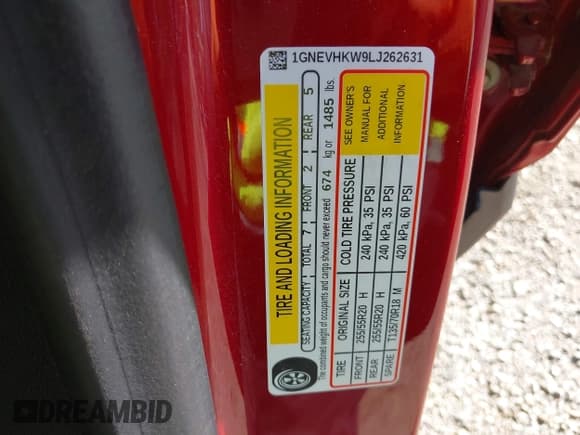 1GNEVHKW9LJ262631
TIRE AND LOADING INFORMATION
SEATING CAPACITY TOTAL 7 FRONT 2 REAR 5
The combined weight of occupants and cargo should never exceed 674 kg or 1485 lbs.
TIRE ORIGINAL SIZE COLD TIRE PRESSURE
FRONT 255/55R20 H 240 kPa, 35 PSI
REAR 255/55R20 H 240 kPa, 35 PSI
SPARE T135/70R18 M 420 kPa, 60 PSI
SEE OWNER'S
MANUAL FOR
ADDITIONAL
INFORMATION
DREAMBID